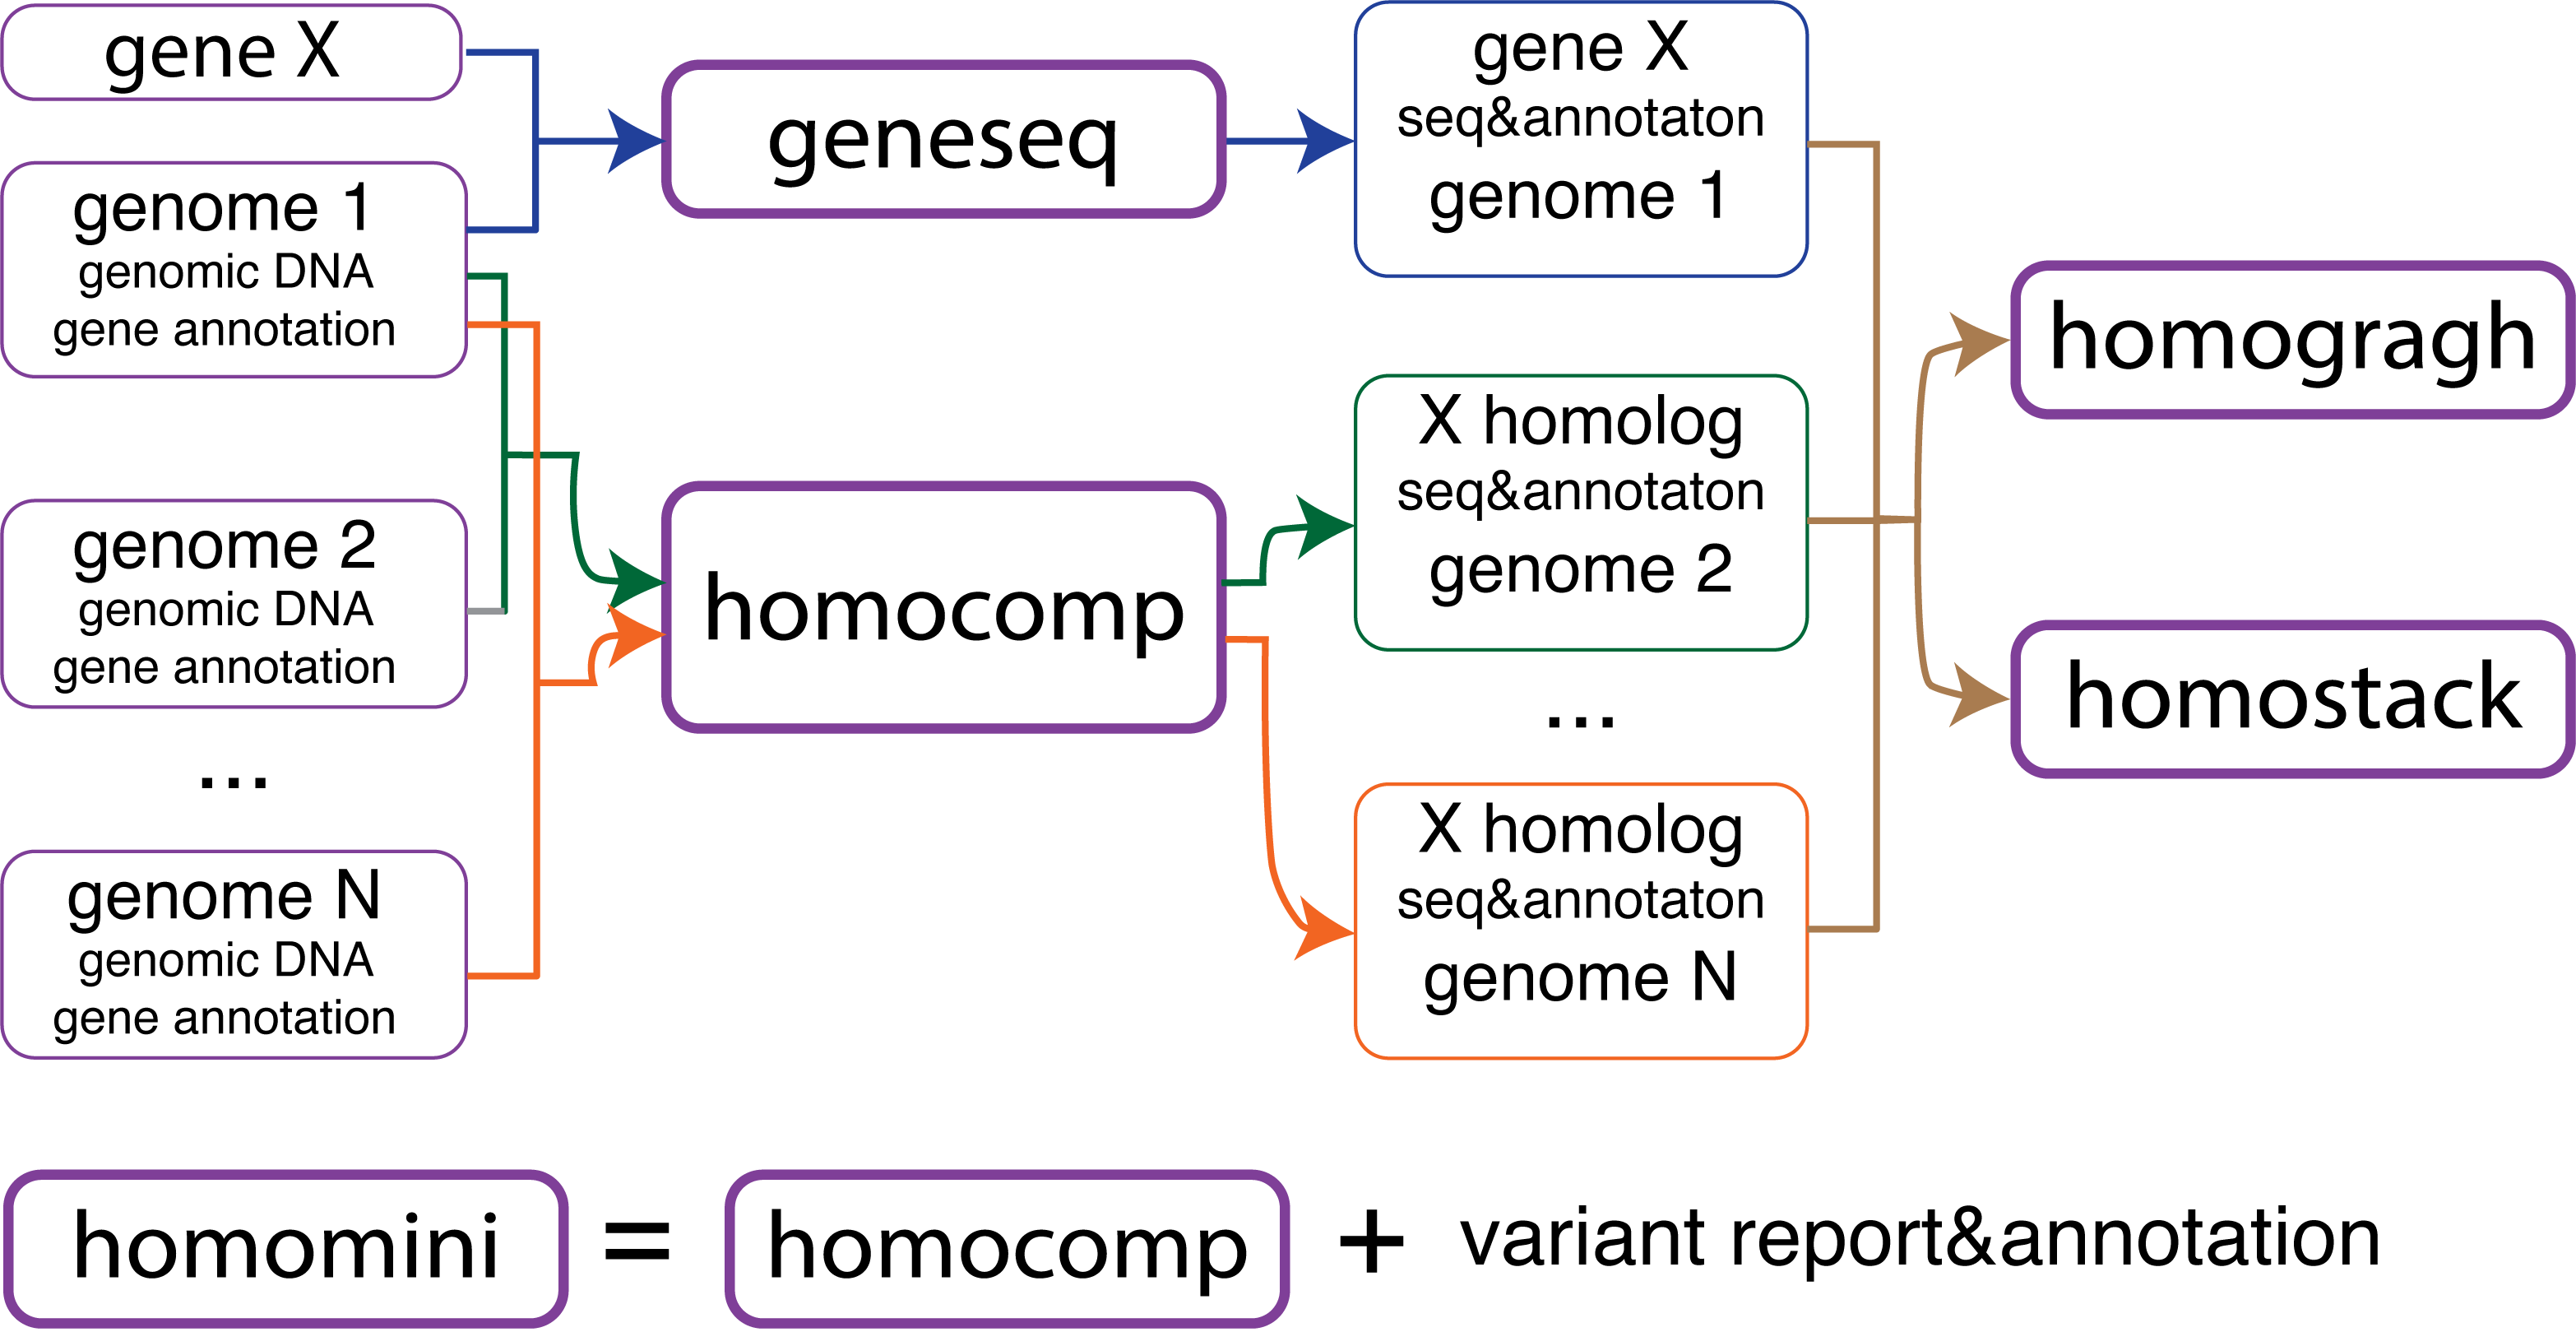 gene X
genome 1
genomic DNA
gene annotation
genome 2
genomic DNA
gene annotation
...
genome N
genomic DNA
gene annotation
geneseq
homocomp
gene X
seq&annotaton
genome 1
X homolog
seq&annotaton
genome 2
...
X homolog
seq&annotaton
genome N
homogragh
homostack
homomini = homocomp + variant report&annotation